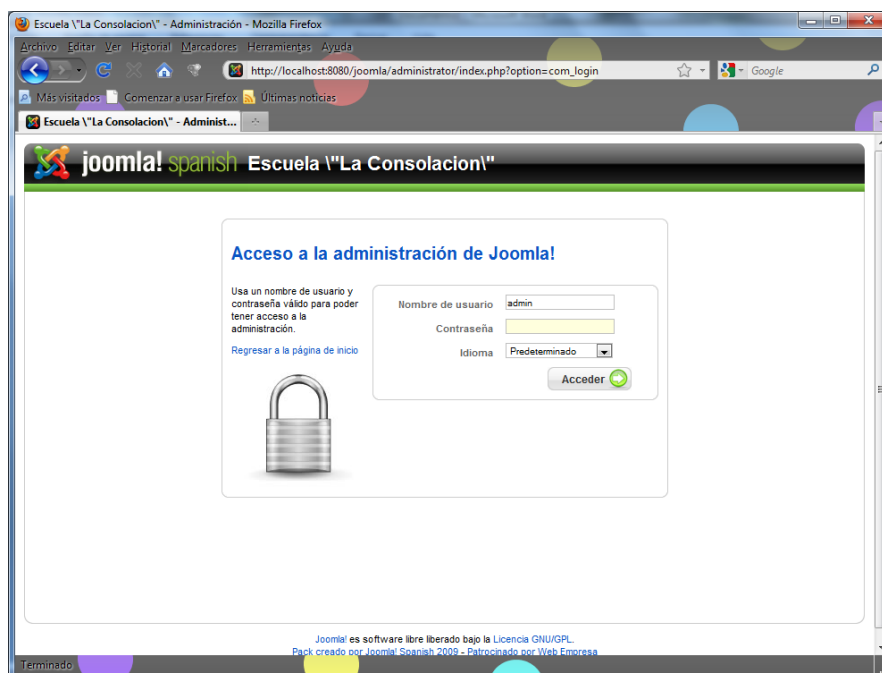 Escuela \"La Consolacion\" - Administración - Mozilla Firefox
Archivo Editar Ver Historial Marcadores Herramientas Ayuda
http://localhost:8080/joomla/administrator/index.php?option=com_login
Google
Más visitados Comenzar a usar Firefox Últimas noticias
Escuela \"La Consolacion\" - Administ...
joomla! spanish Escuela \"La Consolacion\"
Acceso a la administración de Joomla!
Usa un nombre de usuario y
contraseña válido para poder
tener acceso a la
administración.
Regresar a la página de inicio
Nombre de usuario admin
Contraseña
Idioma Predeterminado
Acceder
Joomla! es software libre liberado bajo la Licencia GNU/GPL.
Pack creado por Joomla! Spanish 2009 - Patrocinado por Web Empresa
Terminado